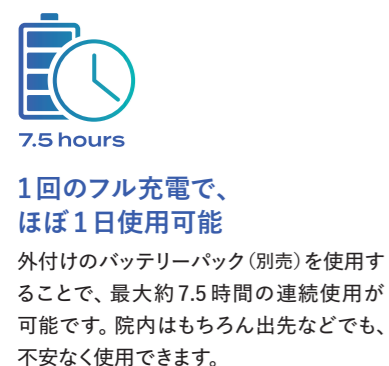 7.5 hours
1回のフル充電で、
ほぼ1日使用可能
外付けのバッテリーパック（別売）を使用す
ることで、最大約7.5時間の連続使用が
可能です。院内はもちろん出先などでも、
不安なく使用できます。